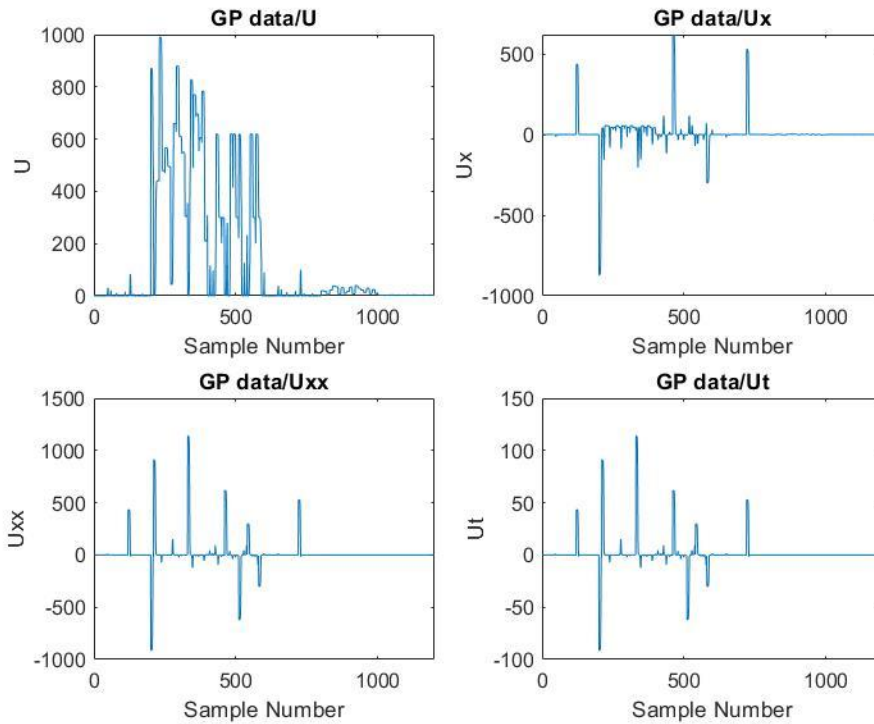 GP data/U
1000
800
600
400
200
0
U
0 500 1000
Sample Number
GP data/Ux
500
0
-500
-1000
Ux
0 500 1000
Sample Number
GP data/Uxx
1500
1000
500
0
-500
-1000
Uxx
0 500 1000
Sample Number
GP data/Ut
150
100
50
0
-50
-100
Ut
0 500 1000
Sample Number